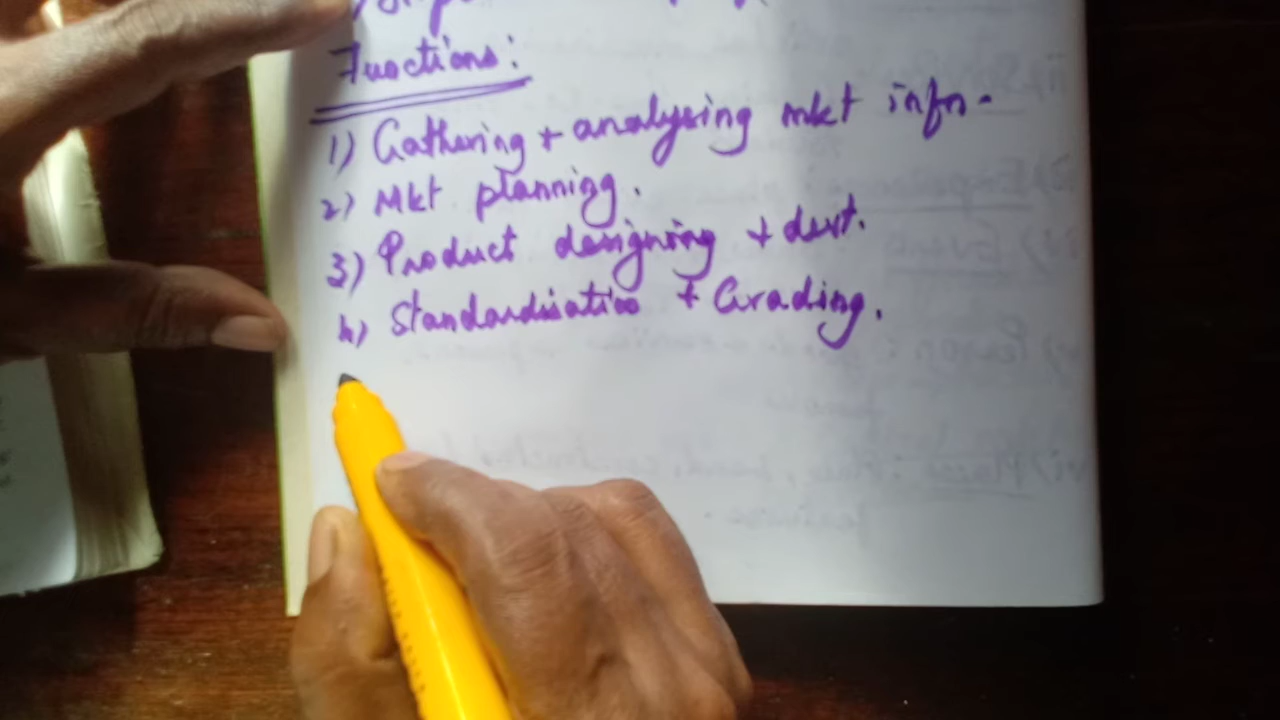 Functions:
1) Gathering + analysing mkt infn.
2) Mkt planning.
3) Product designing + devt.
4) Standardisation + Grading.